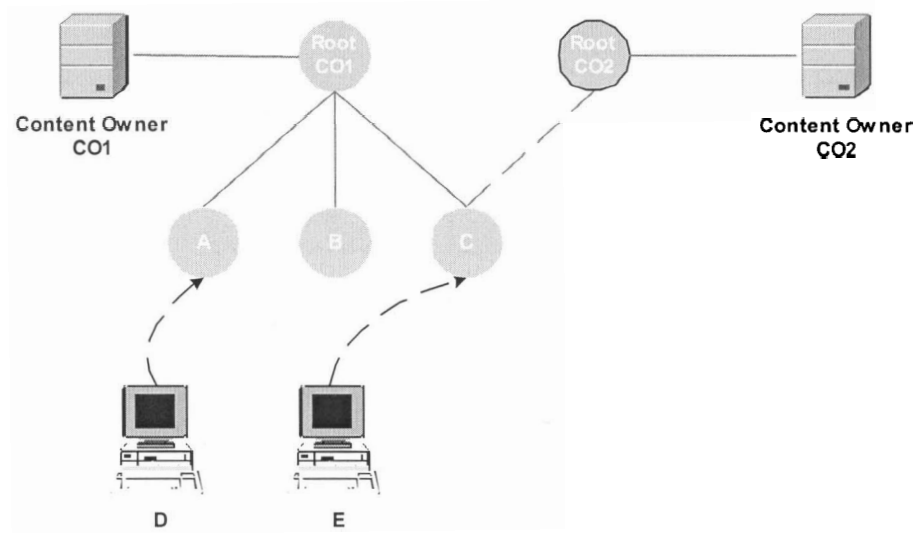 Root
CO1
Root
CO2
Content Owner
CO1
Content Owner
CO2
A
B
C
D
E